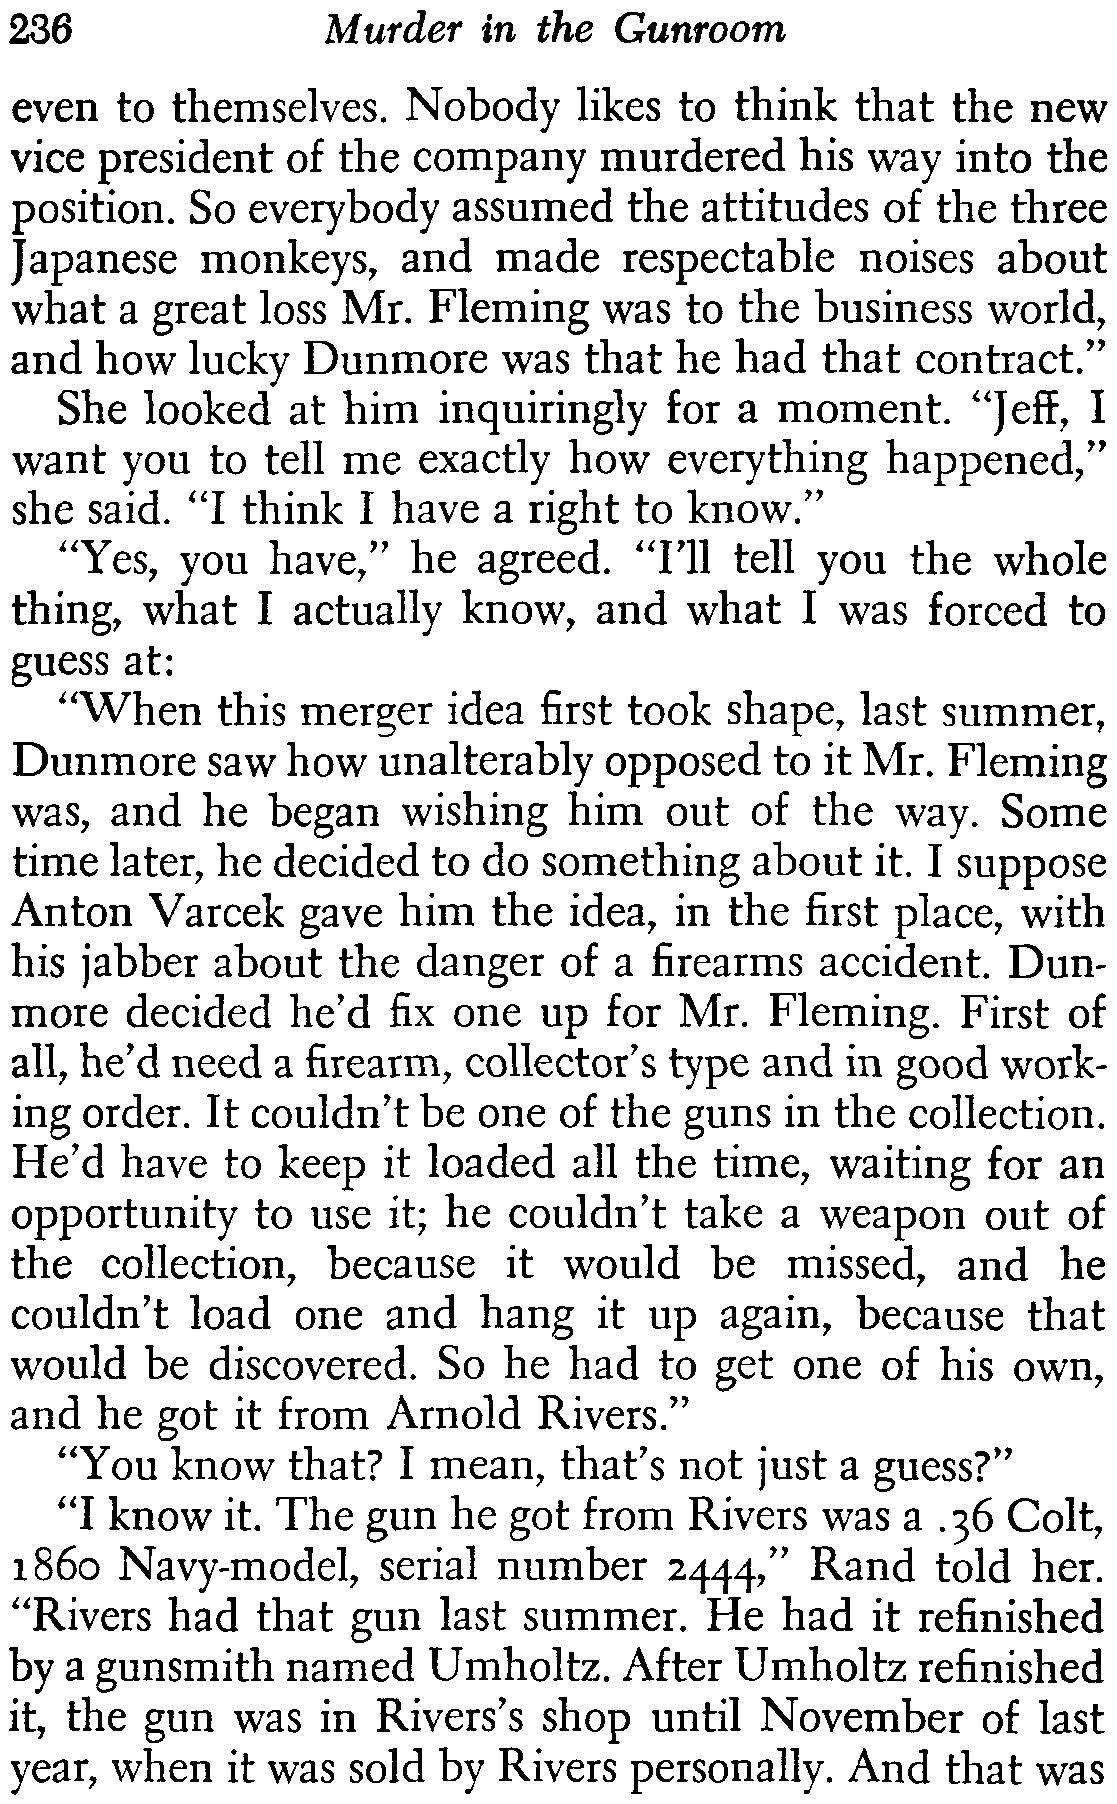 236 Murder in the Gunroom
even to themselves. Nobody likes to think that the new
vice president of the company murdered his way into the
position. So everybody assumed the attitudes of the three
Japanese monkeys, and made respectable noises about
what a great loss Mr. Fleming was to the business world,
and how lucky Dunmore was that he had that contract."
She looked at him inquiringly for a moment. "Jeff, I
want you to tell me exactly how everything happened,"
she said. "I think I have a right to know."
"Yes, you have," he agreed. "I'll tell you the whole
thing, what I actually know, and what I was forced to
guess at:
"When this merger idea first took shape, last summer,
Dunmore saw how unalterably opposed to it Mr. Fleming
was, and he began wishing him out of the way. Some
time later, he decided to do something about it. I suppose
Anton Varcek gave him the idea, in the first place, with
his jabber about the danger of a firearms accident. Dun-
more decided he'd fix one up for Mr. Fleming. First of
all, he'd need a firearm, collector's type and in good work-
ing order. It couldn't be one of the guns in the collection.
He'd have to keep it loaded all the time, waiting for an
opportunity to use it; he couldn't take a weapon out of
the collection, because it would be missed, and he
couldn't load one and hang it up again, because that
would be discovered. So he had to get one of his own,
and he got it from Arnold Rivers."
"You know that? I mean, that's not just a guess?"
"I know it. The gun he got from Rivers was a .36 Colt,
1860 Navy-model, serial number 2444," Rand told her.
"Rivers had that gun last summer. He had it refinished
by a gunsmith named Umholtz. After Umholtz refinished
it, the gun was in Rivers's shop until November of last
year, when it was sold by Rivers personally. And that was